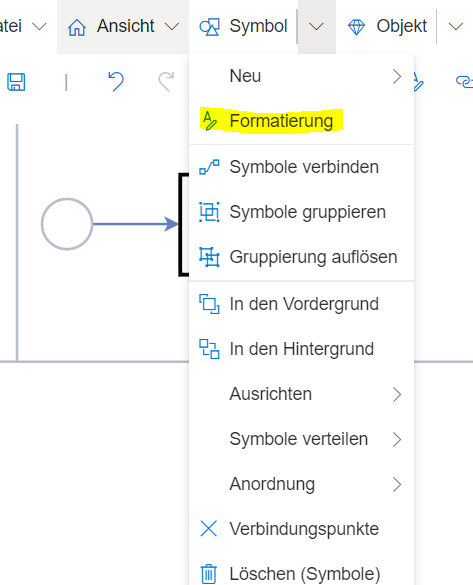 atei Ansicht Symbol Objekt
Neu
Formatierung
Symbole verbinden
Symbole gruppieren
Gruppierung auflösen
In den Vordergrund
In den Hintergrund
Ausrichten
Symbole verteilen
Anordnung
Verbindungspunkte
Löschen (Symbole)